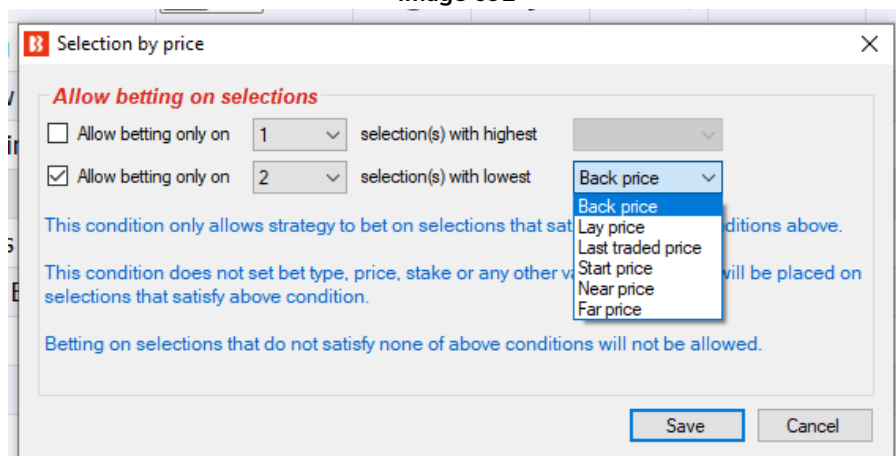 Selection by price
Allow betting on selections
Allow betting only on 1 selection(s) with highest
Allow betting only on 2 selection(s) with lowest Back price
Back price
Lay price
Last traded price
Start price
Near price
Far price
This condition only allows strategy to bet on selections that ditions above.
This condition does not set bet type, price, stake or any other will be placed on
selections that satisfy above condition.
Betting on selections that do not satisfy none of above conditions will not be allowed.
Save Cancel